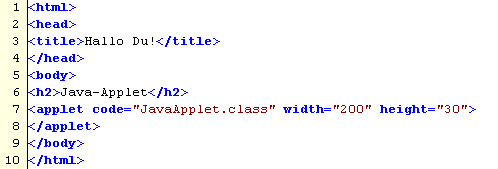 1 <html>
2 <head>
3 <title>Hallo Du!</title>
4 </head>
5 <body>
6 <h2>Java-Applet</h2>
7 <applet code="JavaApplet.class" width="200" height="30">
8 </applet>
9 </body>
10 </html>